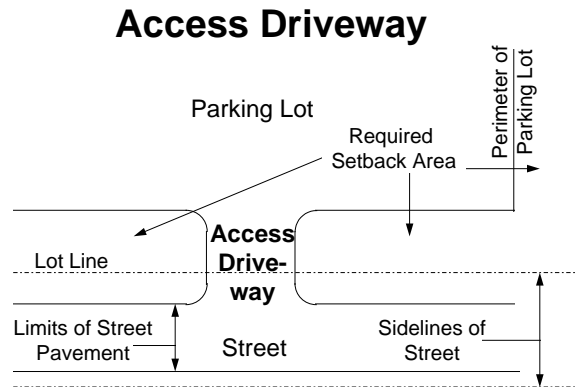 Access Driveway
Perimeter of
Parking Lot
Parking Lot
Required
Setback Area
Access
Drive-
way
Lot Line
Limits of Street
Pavement
Street
Sidelines of
Street